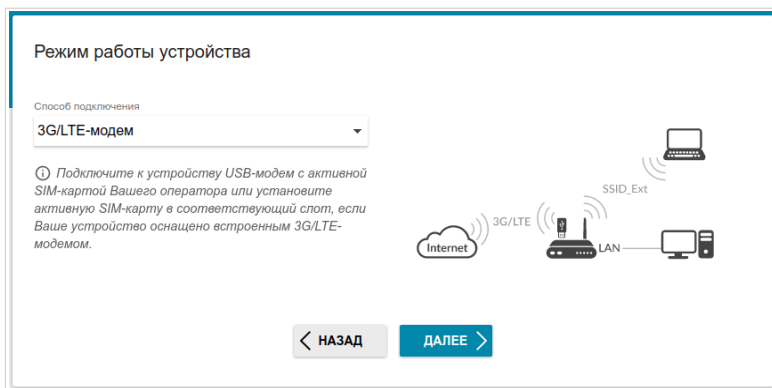 Режим работы устройства
Способ подключения
3G/LTE-модем
Подключите к устройству USB-модем с активной
SIM-картой Вашего оператора или установите
активную SIM-карту в соответствующий слот, если
Ваше устройство оснащено встроенным 3G/LTE-
модемом.
SSID_Ext
3G/LTE
Internet
LAN
НАЗАД
ДАЛЕЕ